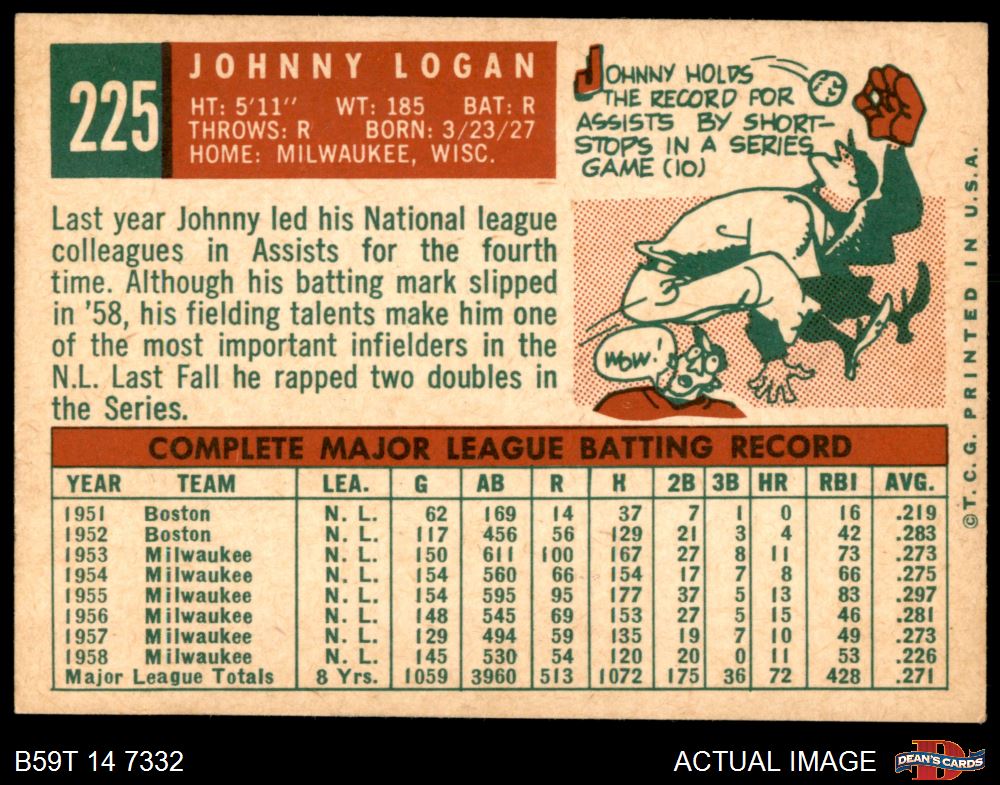 225
JOHNNY LOGAN
HT: 5'11" WT: 185 BAT: R
THROWS: R BORN: 3/23/27
HOME: MILWAUKEE, WISC.
JOHNNY HOLDS
THE RECORD FOR
ASSISTS BY SHORT-
STOPS IN A SERIES
GAME (10)
WOW!
Last year Johnny led his National league
colleagues in Assists for the fourth
time. Although his batting mark slipped
in '58, his fielding talents make him one
of the most important infielders in the
N.L. Last Fall he rapped two doubles in
the Series.
COMPLETE MAJOR LEAGUE BATTING RECORD
YEAR TEAM LEA. G AB R H 2B 3B HR RBI AVG.
1951 Boston N. L. 62 169 14 37 7 1 0 16 .219
1952 Boston N. L. 117 456 56 129 21 3 4 42 .283
1953 Milwaukee N. L. 150 611 100 167 27 8 11 73 .273
1954 Milwaukee N. L. 154 560 66 154 17 7 8 66 .275
1955 Milwaukee N. L. 154 595 95 177 37 5 13 83 .297
1956 Milwaukee N. L. 148 545 69 153 27 5 15 46 .281
1957 Milwaukee N. L. 129 494 59 135 19 7 10 49 .273
1958 Milwaukee N. L. 145 530 54 120 20 0 11 53 .226
Major League Totals 8 Yrs. 1059 3960 513 1072 175 36 72 428 .271
©T. C. G. PRINTED IN U.S.A.
B59T 14 7332
ACTUAL IMAGE
DEAN'S CARDS